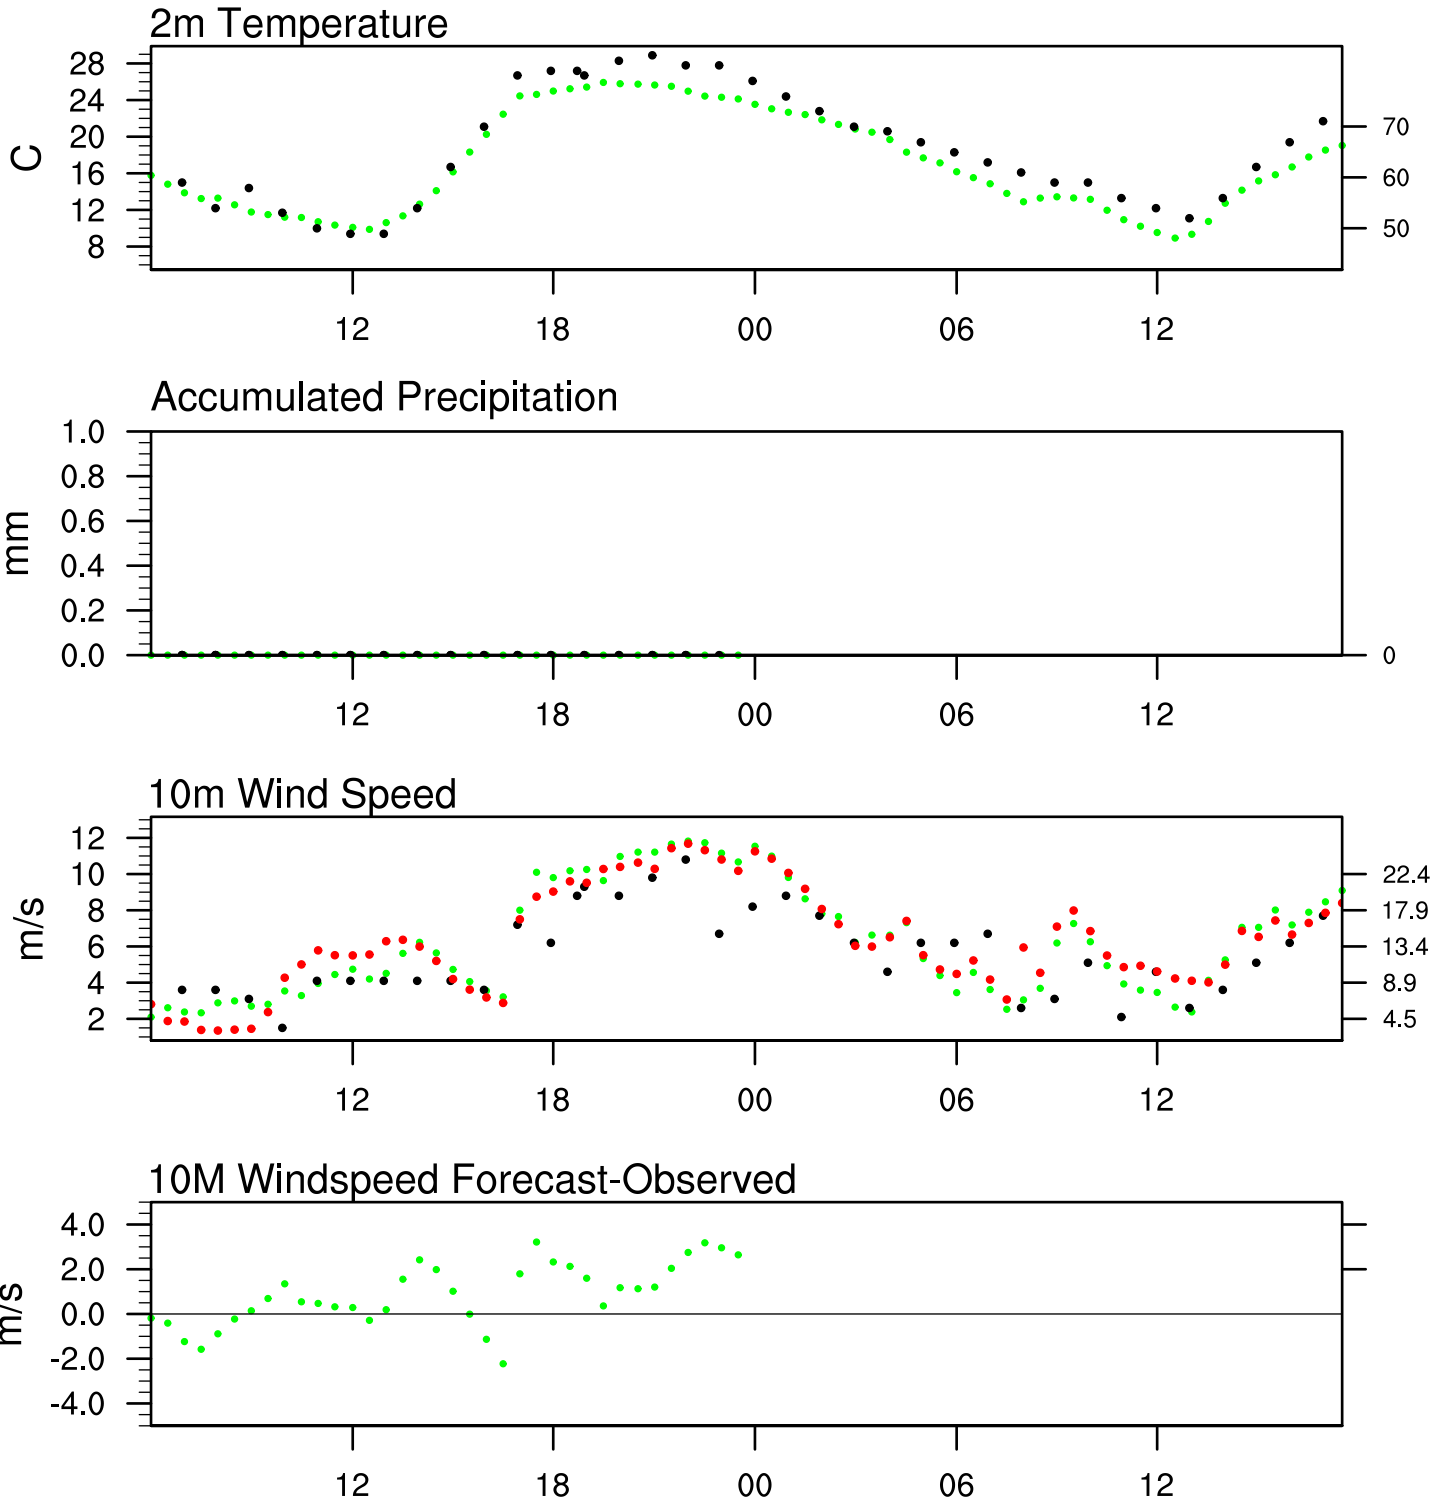 2m Temperature
28
24
20
16
12
8
C
70
60
50
12 18 00 06 12
Accumulated Precipitation
1.0
0.8
0.6
0.4
0.2
0.0
mm
0
12 18 00 06 12
10m Wind Speed
12
10
8
6
4
2
m/s
22.4
17.9
13.4
8.9
4.5
12 18 00 06 12
10M Windspeed Forecast-Observed
4.0
2.0
0.0
-2.0
-4.0
m/s
12 18 00 06 12